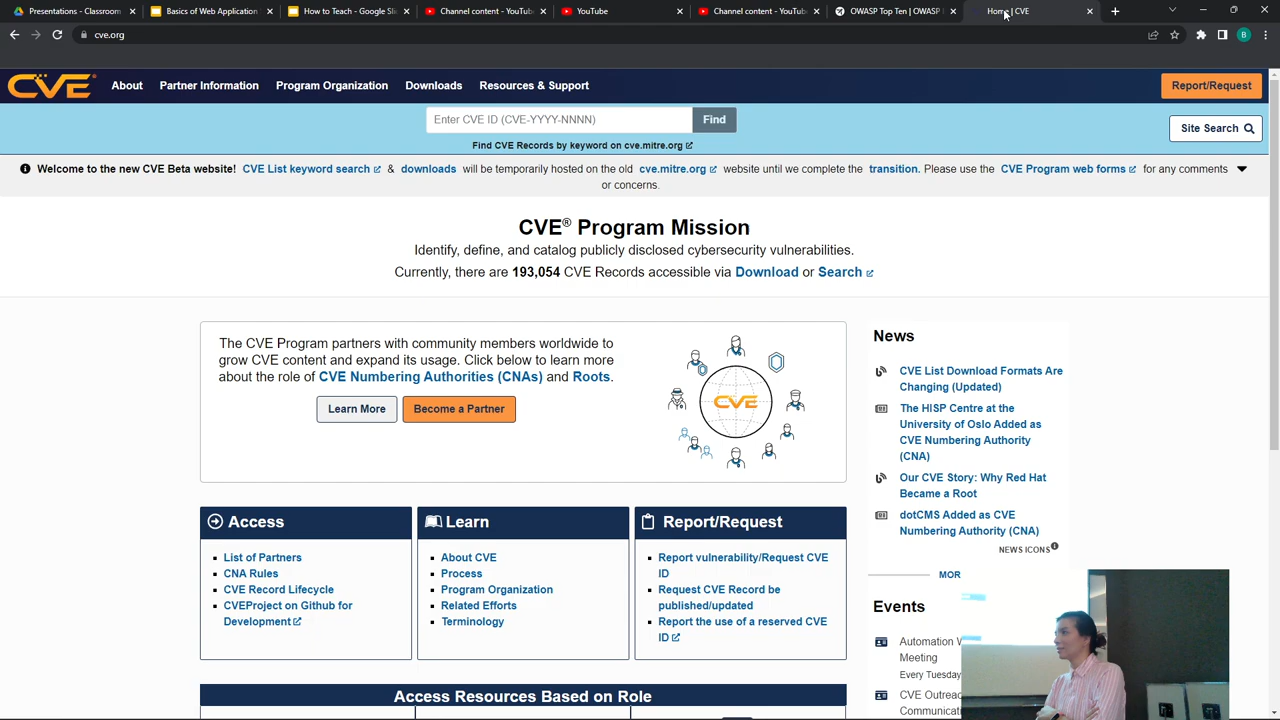 Presentations - Classroom
Basics of Web Application
How to Teach - Google Slic
Channel content - YouTube
YouTube
Channel content - YouTube
OWASP Top Ten | OWASP
Home | CVE
cve.org
B
CVE
About
Partner Information
Program Organization
Downloads
Resources & Support
Report/Request
Enter CVE ID (CVE-YYYY-NNNN)
Find
Find CVE Records by keyword on cve.mitre.org
Site Search
Welcome to the new CVE Beta website! CVE List keyword search & downloads will be temporarily hosted on the old cve.mitre.org website until we complete the transition. Please use the CVE Program web forms for any comments
or concerns.
CVE® Program Mission
Identify, define, and catalog publicly disclosed cybersecurity vulnerabilities.
Currently, there are 193,054 CVE Records accessible via Download or Search
The CVE Program partners with community members worldwide to
grow CVE content and expand its usage. Click below to learn more
about the role of CVE Numbering Authorities (CNAs) and Roots.
Learn More
Become a Partner
CVE
News
CVE List Download Formats Are
Changing (Updated)
The HISP Centre at the
University of Oslo Added as
CVE Numbering Authority
(CNA)
Our CVE Story: Why Red Hat
Became a Root
dotCMS Added as CVE
Numbering Authority (CNA)
NEWS ICONS
MOR
Access
List of Partners
CNA Rules
CVE Record Lifecycle
CVEProject on Github for
Development
Learn
About CVE
Process
Program Organization
Related Efforts
Terminology
Report/Request
Report vulnerability/Request CVE
ID
Request CVE Record be
published/updated
Report the use of a reserved CVE
ID
Events
Automation W
Meeting
Every Tuesday
CVE Outreac
Communicat
Access Resources Based on Role